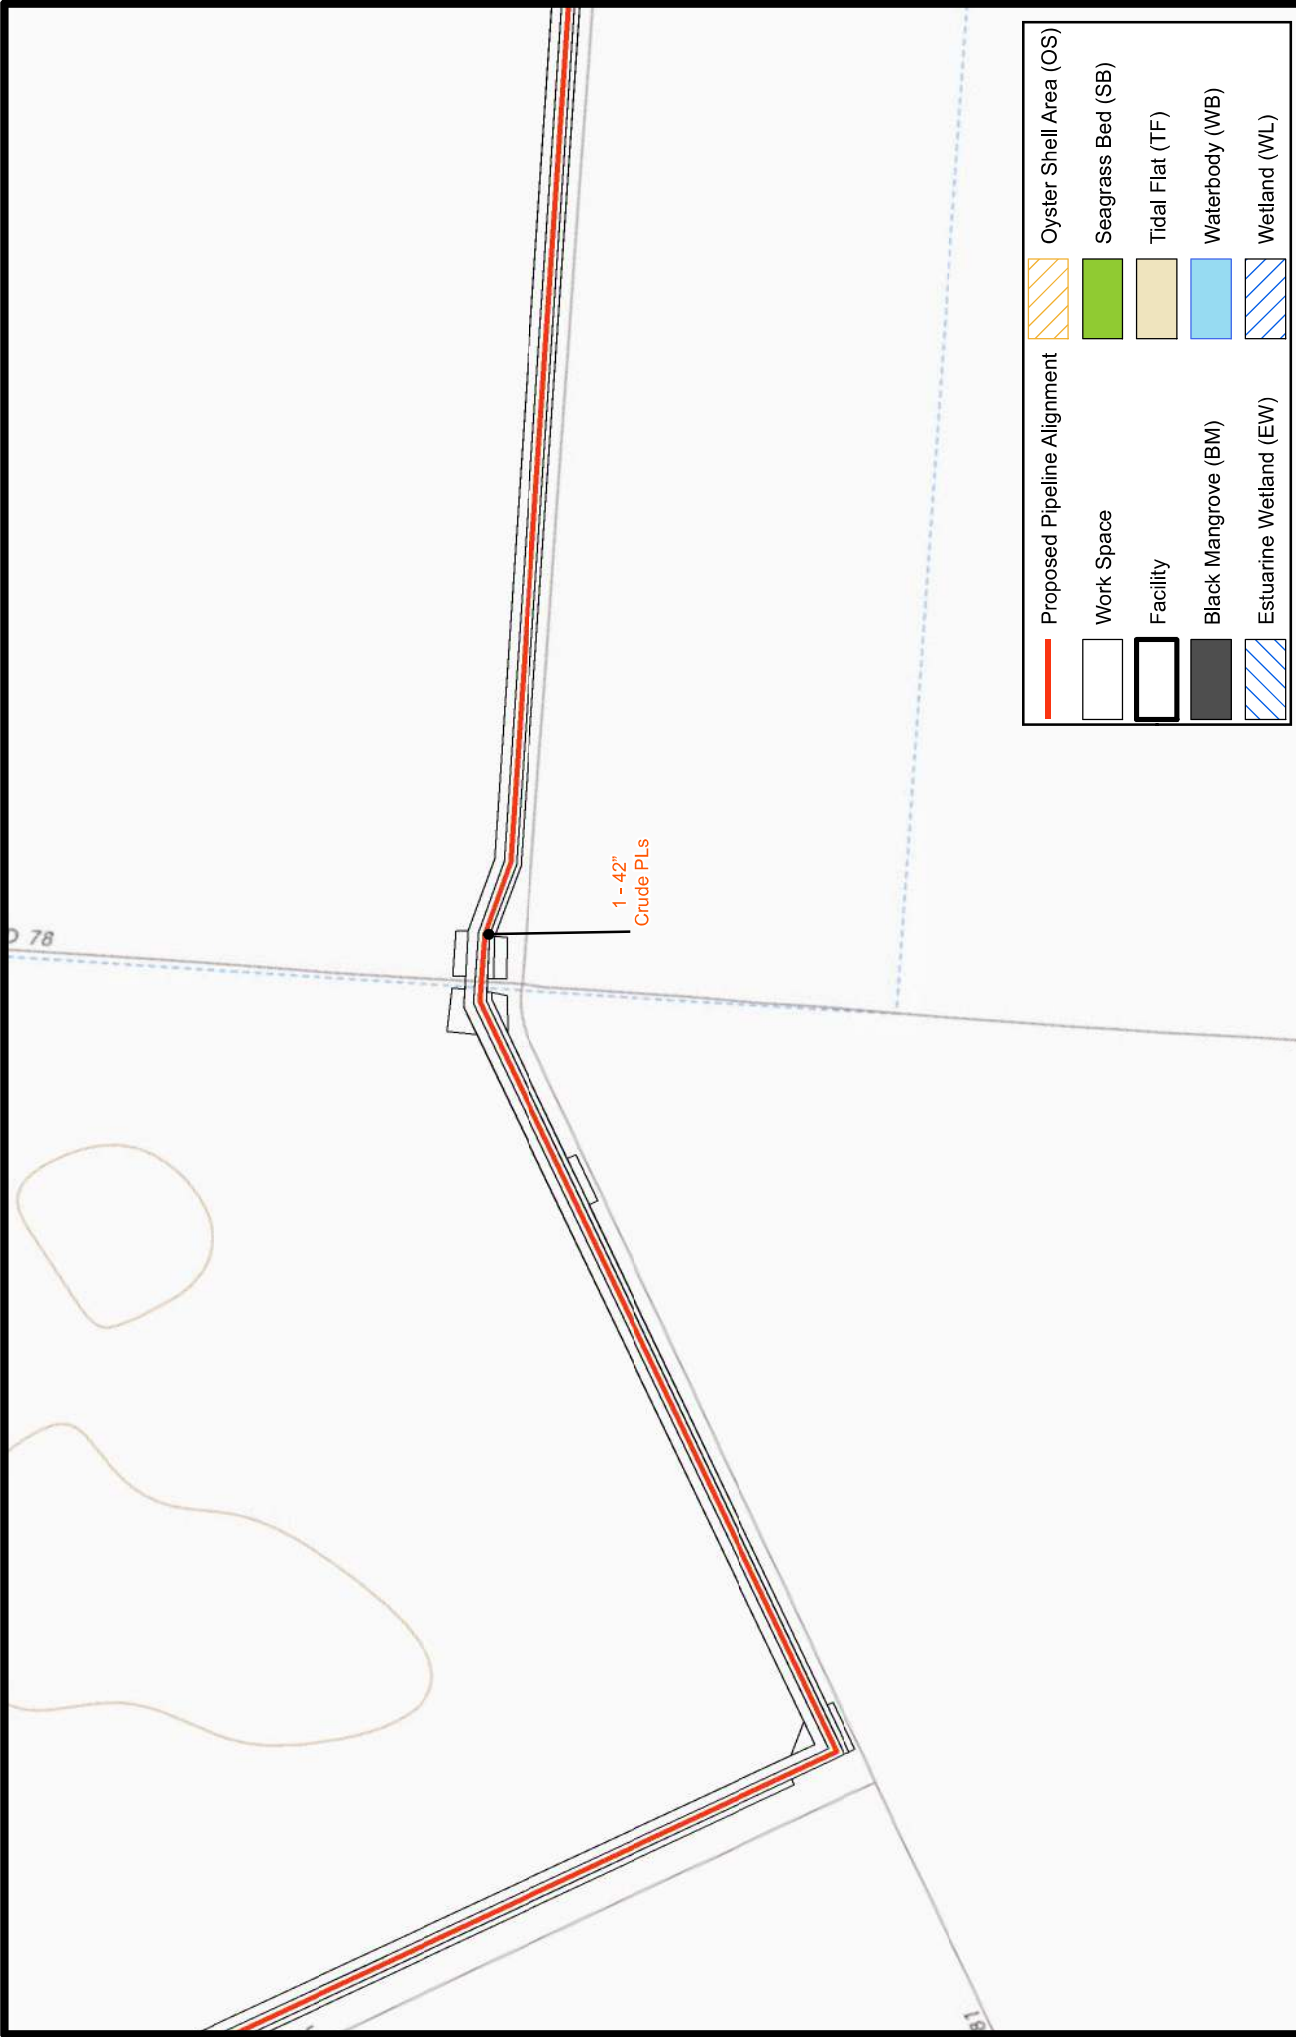 78
1 - 42"
Crude PLs
81
Proposed Pipeline Alignment
Work Space
Facility
Black Mangrove (BM)
Estuarine Wetland (EW)
Oyster Shell Area (OS)
Seagrass Bed (SB)
Tidal Flat (TF)
Waterbody (WB)
Wetland (WL)